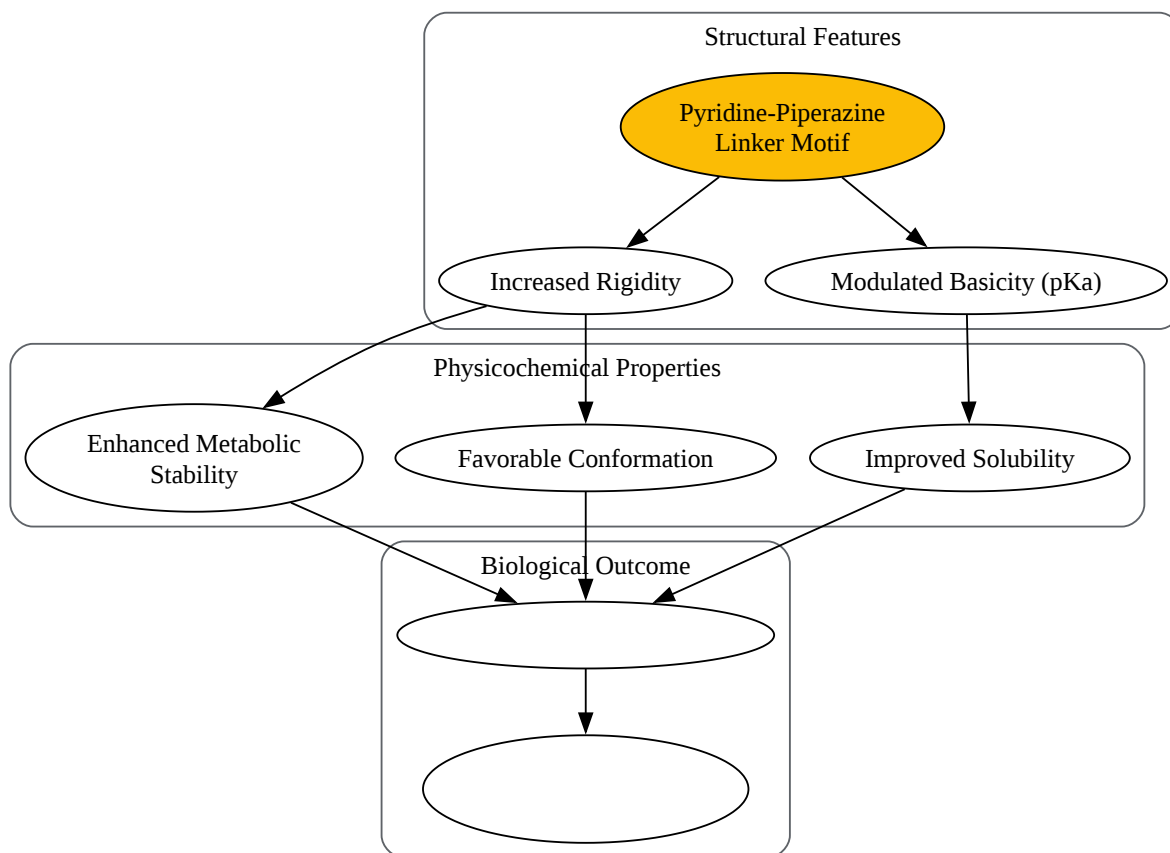 Structural Features
Pyridine-Piperazine
Linker Motif
Increased Rigidity
Modulated Basicity (pKa)
Physicochemical Properties
Enhanced Metabolic
Stability
Favorable Conformation
Improved Solubility
Biological Outcome